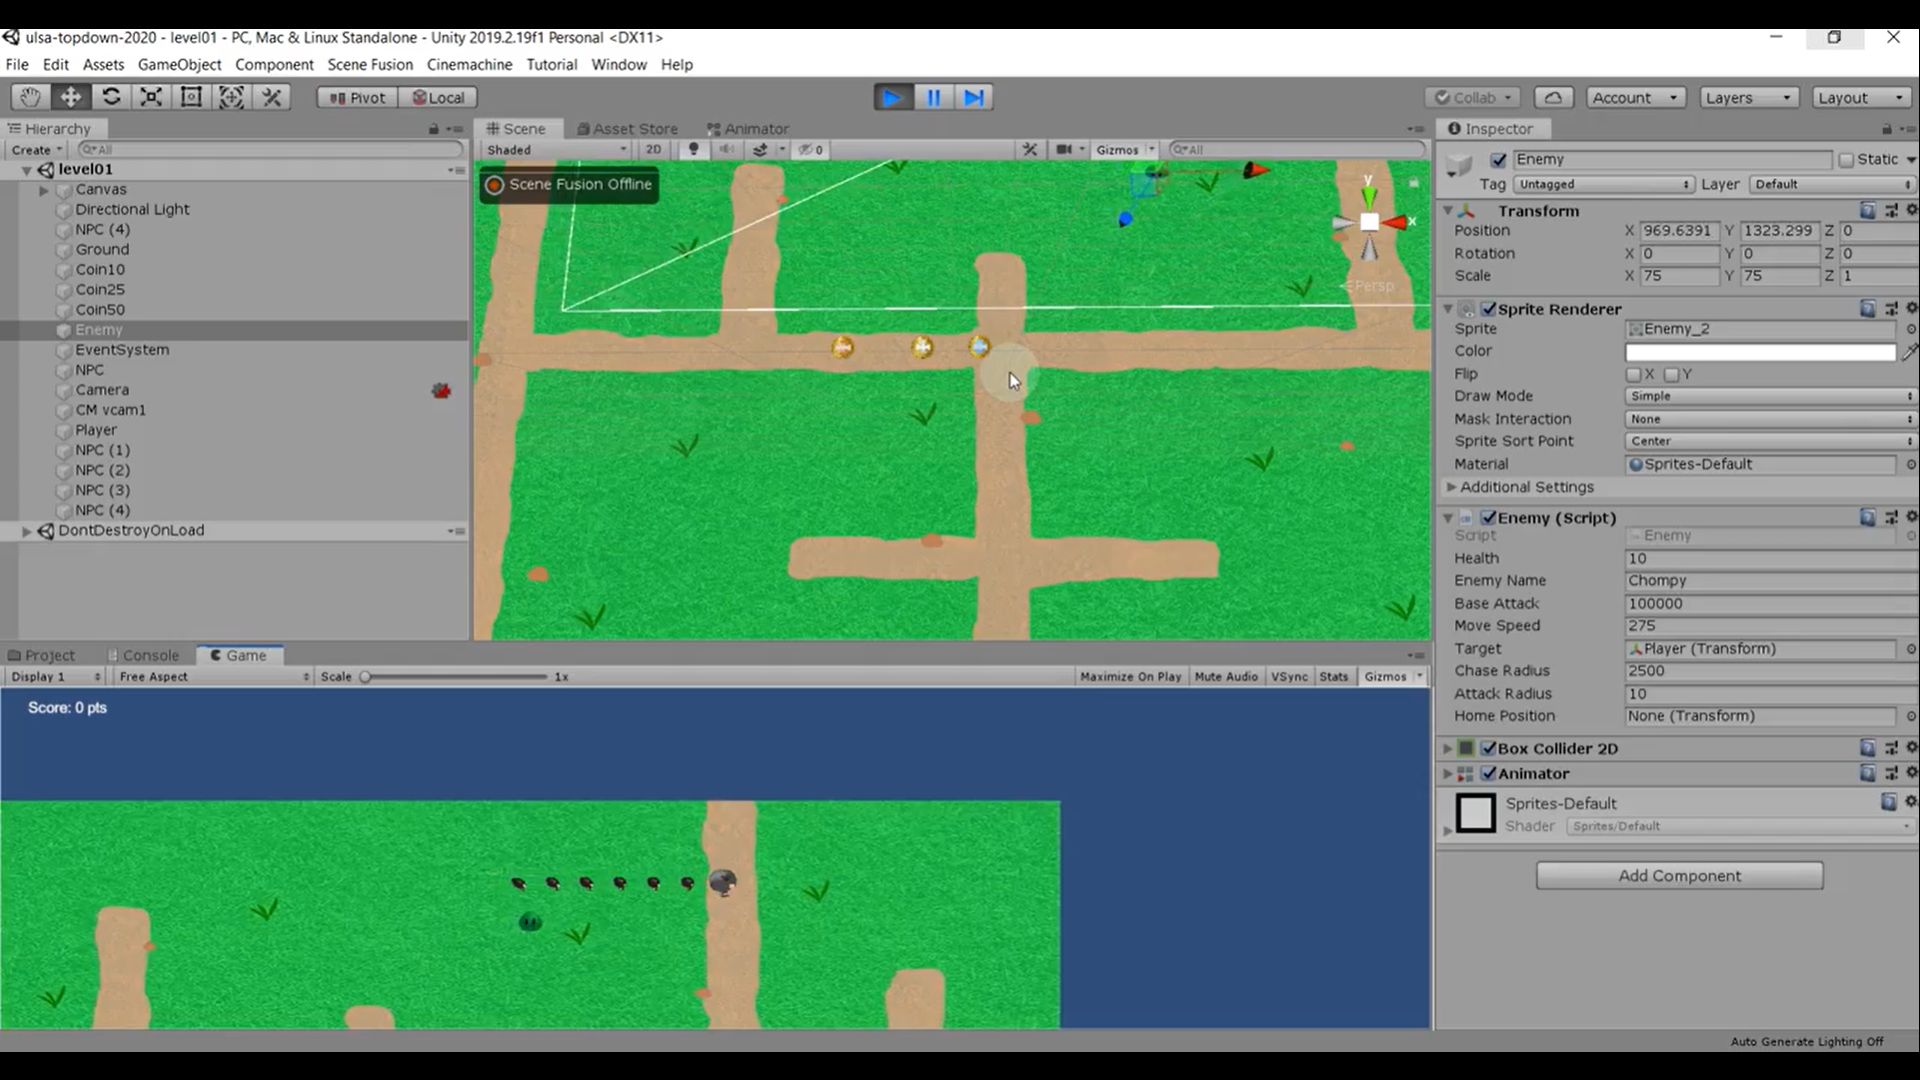 ulsa-topdown-2020 - level01 - PC, Mac & Linux Standalone - Unity 2019.2.19f1 Personal <DX11>
File Edit Assets GameObject Component Scene Fusion Cinemachine Tutorial Window Help
Pivot Local Collab Account Layers Layout
Hierarchy
Create All
level01
Canvas
Directional Light
NPC (4)
Ground
Coin10
Coin25
Coin50
Enemy
EventSystem
NPC
Camera
CM vcam1
Player
NPC (1)
NPC (2)
NPC (3)
NPC (4)
DontDestroyOnLoad
Scene Asset Store Animator
Shaded 2D 0 Gizmos All
Scene Fusion Offline
y
x
Persp
Project Console Game
Display 1 Free Aspect Scale 1x Maximize On Play Mute Audio VSync Stats Gizmos
Score: 0 pts
Inspector
Enemy Static
Tag Untagged Layer Default
Transform
Position X 969.6391 Y 1323.299 Z 0
Rotation X 0 Y 0 Z 0
Scale X 75 Y 75 Z 1
Sprite Renderer
Sprite Enemy_2
Color
Flip X Y
Draw Mode Simple
Mask Interaction None
Sprite Sort Point Center
Material Sprites-Default
Additional Settings
Enemy (Script)
Script Enemy
Health 10
Enemy Name Chompy
Base Attack 100000
Move Speed 275
Target Player (Transform)
Chase Radius 2500
Attack Radius 10
Home Position None (Transform)
Box Collider 2D
Animator
Sprites-Default
Shader Sprites/Default
Add Component
Auto Generate Lighting Off